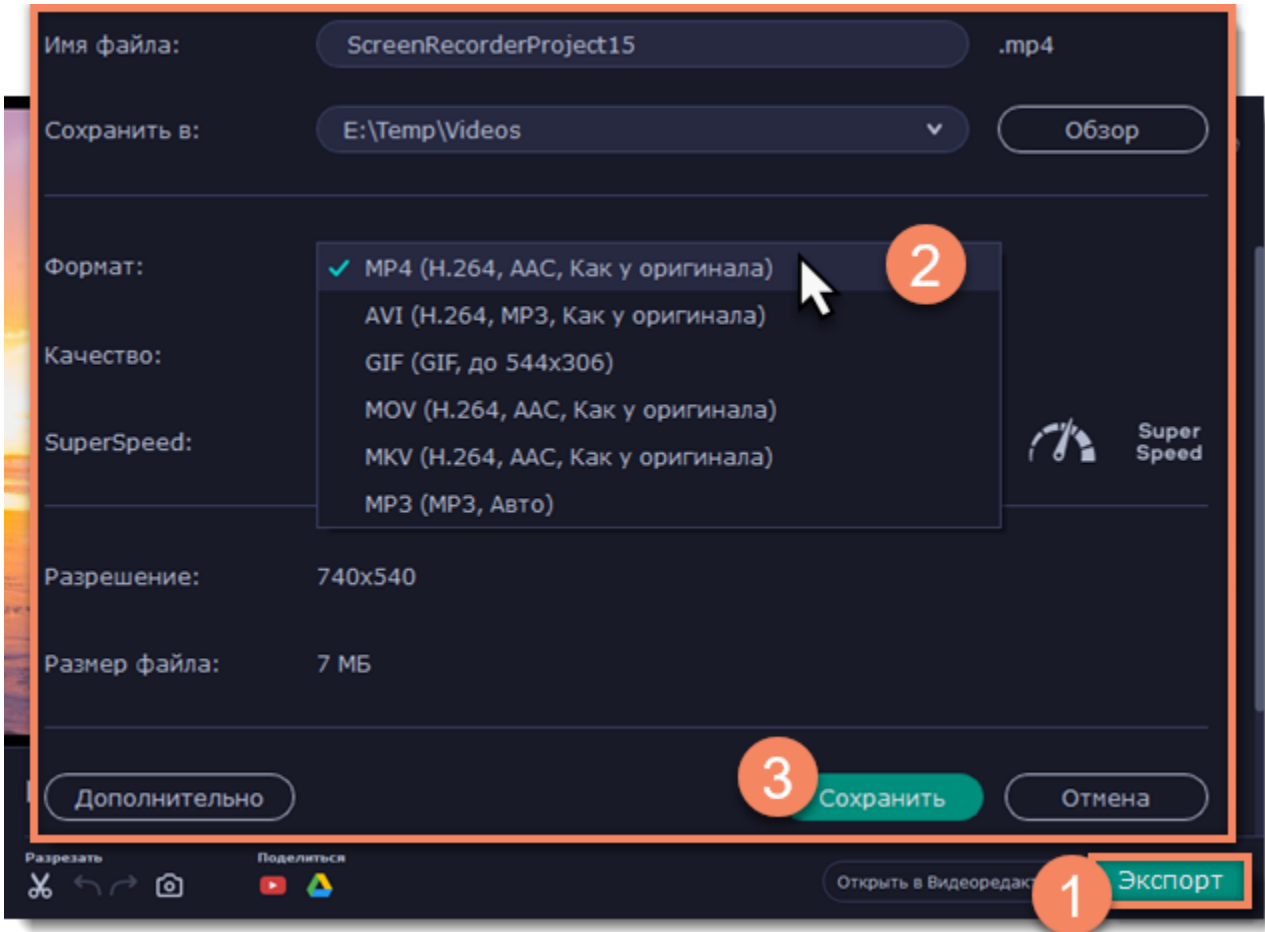 Имя файла: ScreenRecorderProject15 .mp4
Сохранить в: E:\Temp\Videos Обзор
Формат: MP4 (H.264, AAC, Как у оригинала) 2
AVI (H.264, MP3, Как у оригинала)
Качество:
GIF (GIF, до 544x306)
MOV (H.264, AAC, Как у оригинала)
SuperSpeed:
Super
Speed
MKV (H.264, AAC, Как у оригинала)
MP3 (MP3, Авто)
Разрешение: 740x540
Размер файла: 7 МБ
Дополнительно 3 Сохранить Отмена
Разрезать Поделиться
Открыть в Видеоредак 1 Экспорт